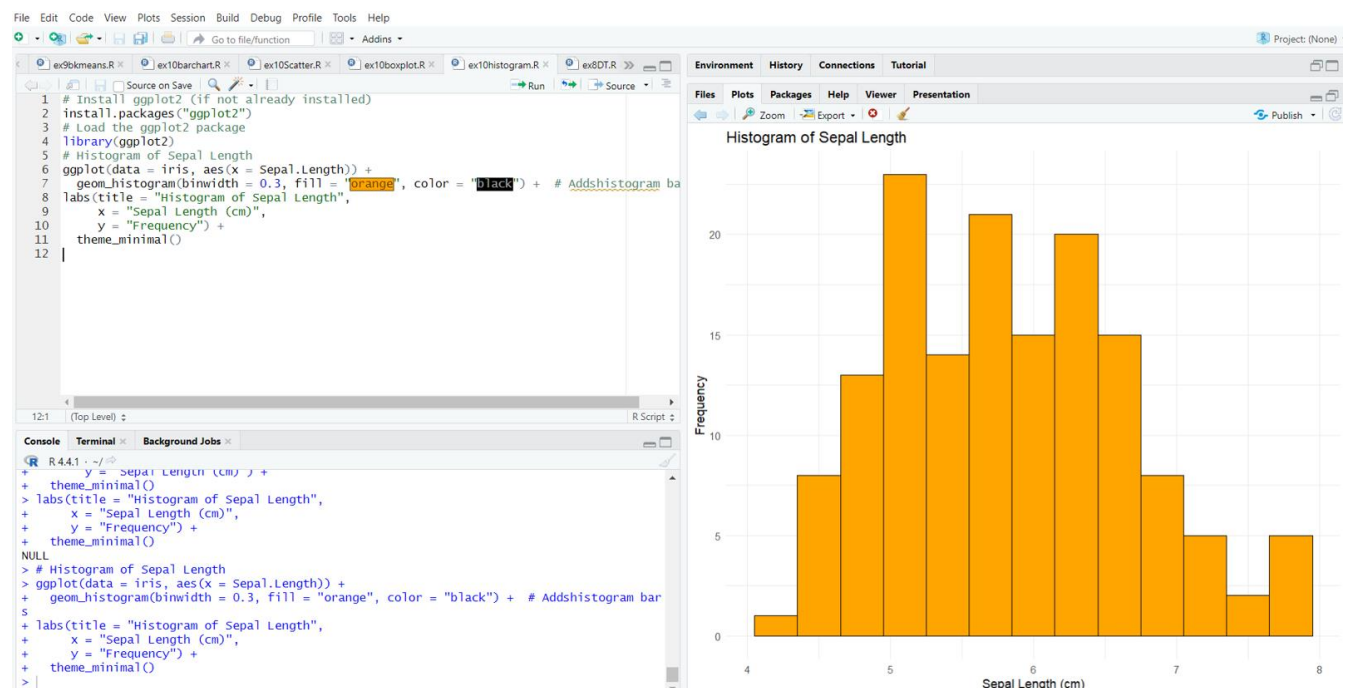 File Edit Code View Plots Session Build Debug Profile Tools Help
Go to file/function Addins Project: (None)
ex9bkmeans.R ex10barchart.R ex10Scatter.R ex10boxplot.R ex10histogram.R ex8DT.R
Source on Save Run Source
1 # Install ggplot2 (if not already installed)
2 install.packages("ggplot2")
3 # Load the ggplot2 package
4 library(ggplot2)
5 # Histogram of Sepal Length
6 ggplot(data = iris, aes(x = Sepal.Length)) +
7 geom_histogram(binwidth = 0.3, fill = "orange", color = "black") + # Addshistogram ba
8 labs(title = "Histogram of Sepal Length",
9 x = "Sepal Length (cm)",
10 y = "Frequency") +
11 theme_minimal()
12
12:1 (Top Level) R Script
Console Terminal Background Jobs
R R 4.4.1 · ~/
+ y = "Sepal Length (cm)") +
+ theme_minimal()
> labs(title = "Histogram of Sepal Length",
+ x = "Sepal Length (cm)",
+ y = "Frequency") +
+ theme_minimal()
NULL
> # Histogram of Sepal Length
> ggplot(data = iris, aes(x = Sepal.Length)) +
+ geom_histogram(binwidth = 0.3, fill = "orange", color = "black") + # Addshistogram bar
s
+ labs(title = "Histogram of Sepal Length",
+ x = "Sepal Length (cm)",
+ y = "Frequency") +
+ theme_minimal()
>
Environment History Connections Tutorial
Files Plots Packages Help Viewer Presentation
Zoom Export Publish
Histogram of Sepal Length
Frequency
20
15
10
5
0
4 5 6 7 8
Sepal Length (cm)